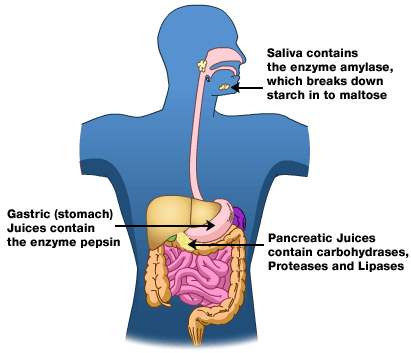 Saliva contains
the enzyme amylase,
which breaks down
starch in to maltose
Gastric (stomach)
Juices contain
the enzyme pepsin
Pancreatic Juices
contain carbohydrases,
Proteases and Lipases